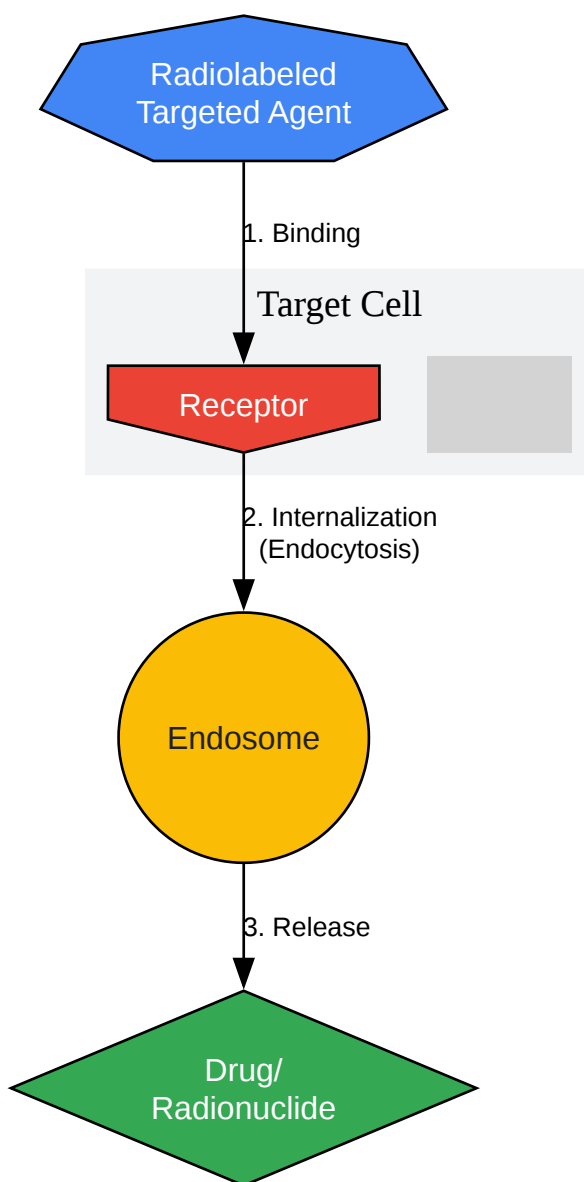 Radiolabeled
Targeted Agent
1. Binding
Target Cell
Receptor
2. Internalization
(Endocytosis)
Endosome
3. Release
Drug/
Radionuclide